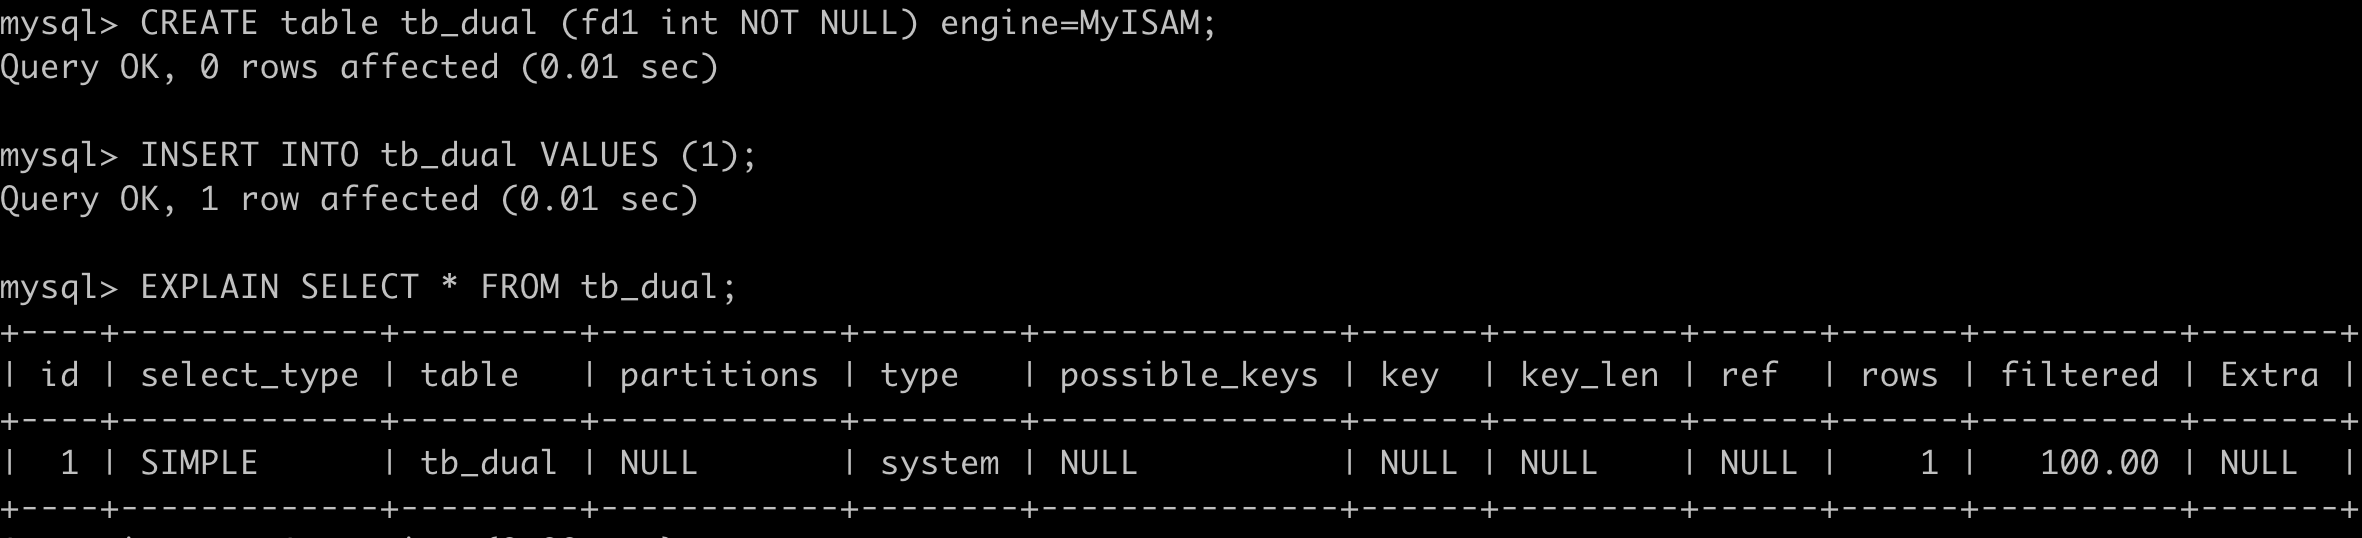 mysql> CREATE table tb_dual (fd1 int NOT NULL) engine=MyISAM;
Query OK, 0 rows affected (0.01 sec)
mysql> INSERT INTO tb_dual VALUES (1);
Query OK, 1 row affected (0.01 sec)
mysql> EXPLAIN SELECT * FROM tb_dual;
+----+-------------+---------+------------+--------+---------------+------+---------+------+------+----------+-------+
| id | select_type | table   | partitions | type   | possible_keys | key  | key_len | ref  | rows | filtered | Extra |
+----+-------------+---------+------------+--------+---------------+------+---------+------+------+----------+-------+
|  1 | SIMPLE      | tb_dual | NULL       | system | NULL          | NULL | NULL    | NULL |    1 |   100.00 | NULL  |
+----+-------------+---------+------------+--------+---------------+------+---------+------+------+----------+-------+